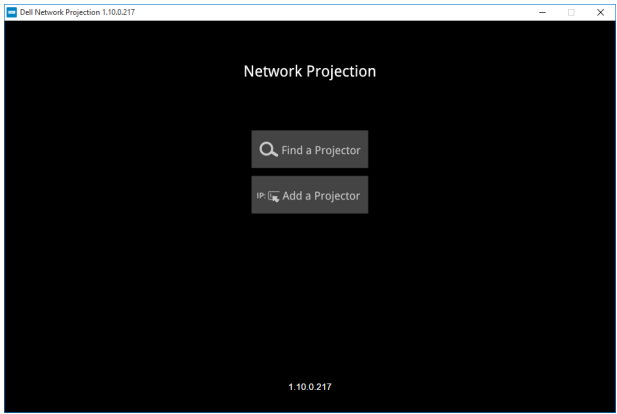 Dell Network Projection 1.10.0.217
Network Projection
Find a Projector
IP: Add a Projector
1.10.0.217